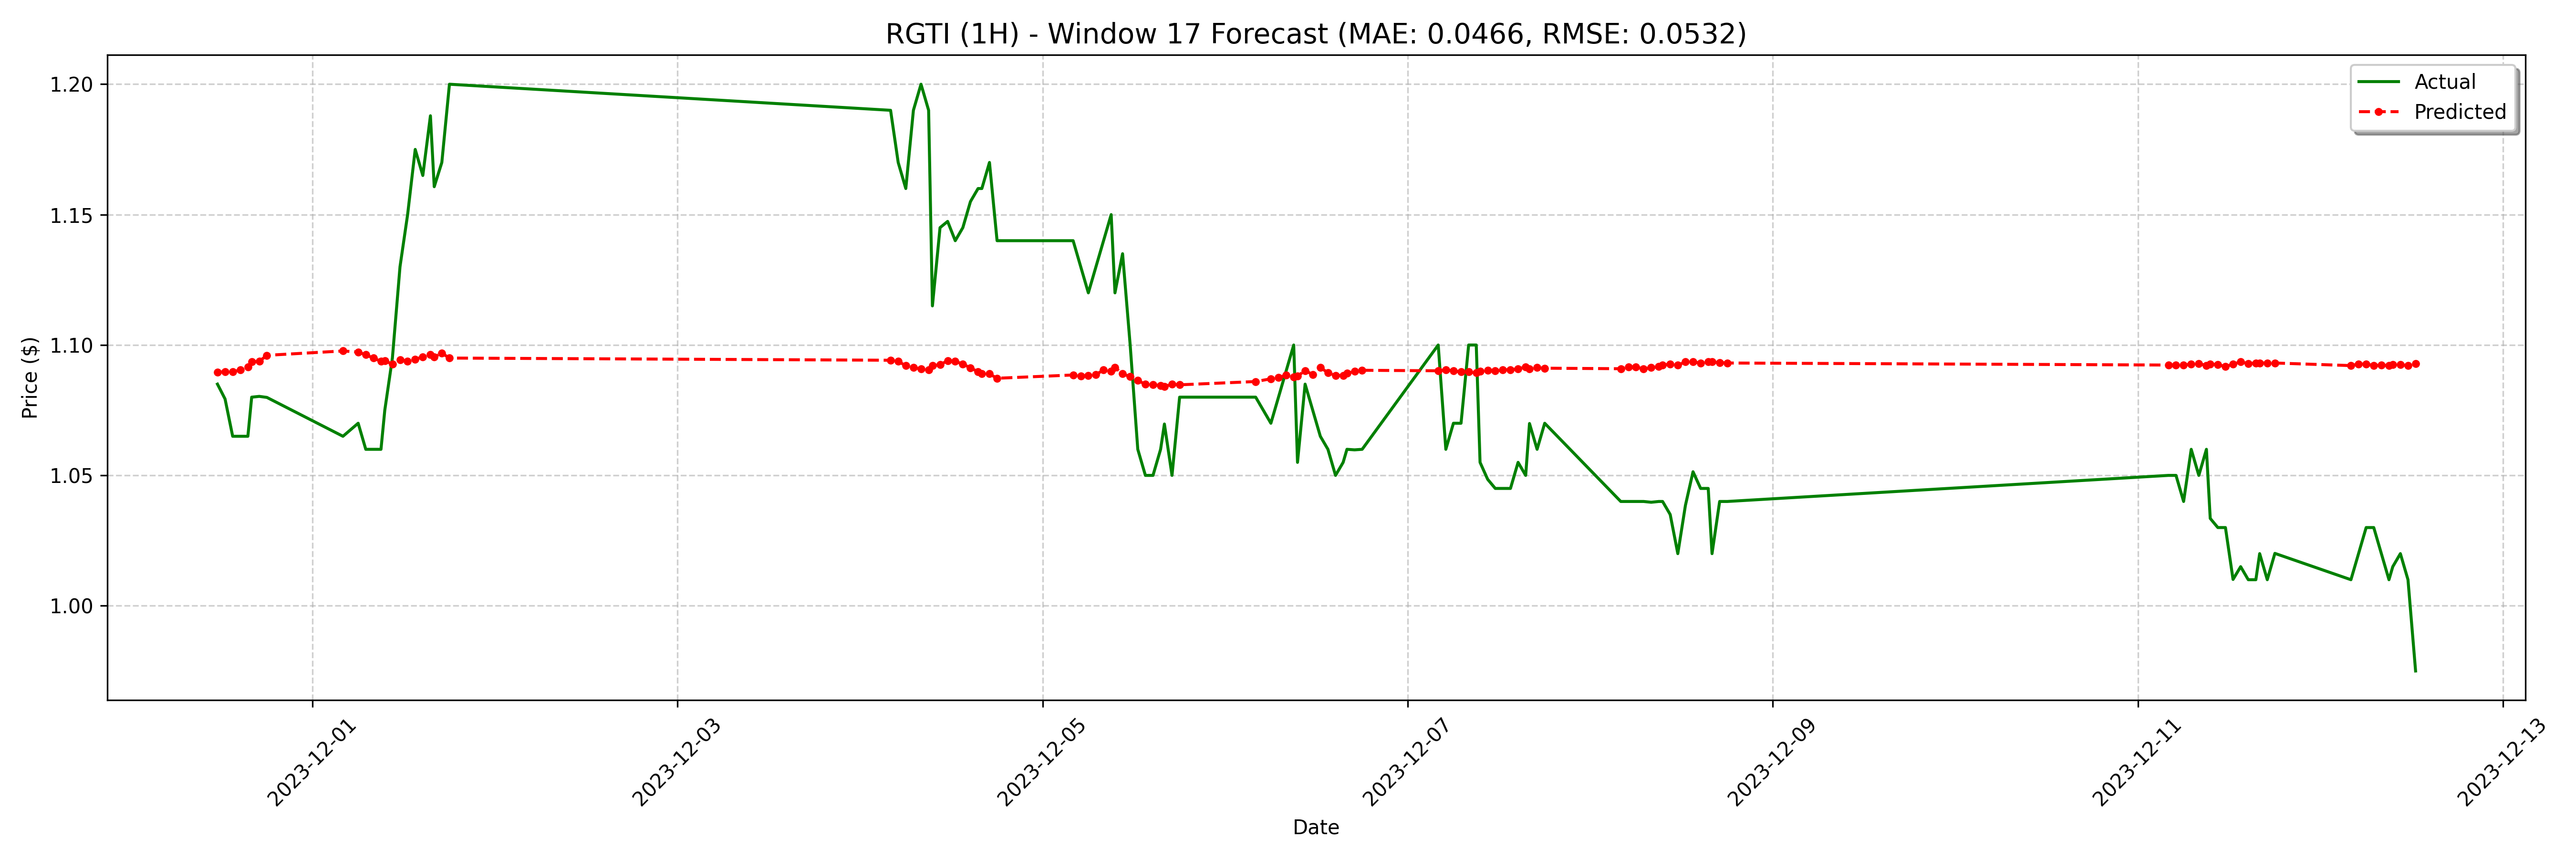 RGTI (1H) - Window 17 Forecast (MAE: 0.0466, RMSE: 0.0532)
Actual
Predicted
Price ($)
1.20
1.15
1.10
1.05
1.00
2023-12-01
2023-12-03
2023-12-05
2023-12-07
2023-12-09
2023-12-11
2023-12-13
Date